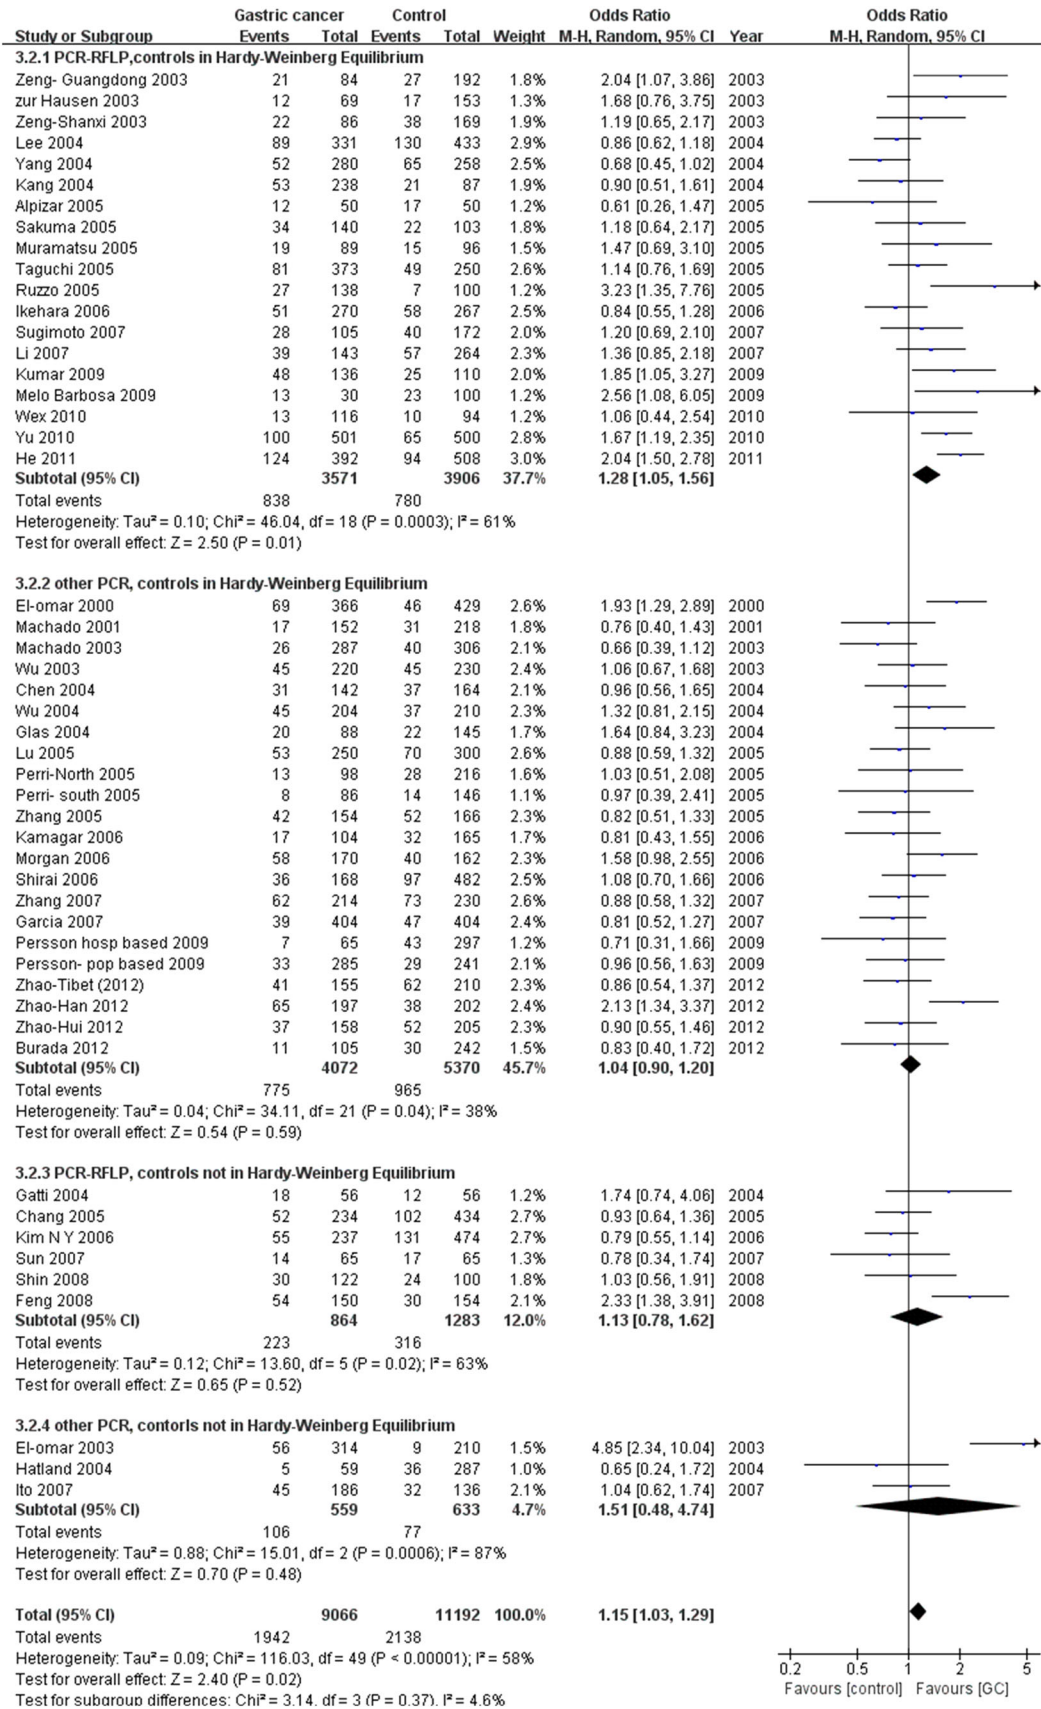 Gastric cancer Control Odds Ratio Odds Ratio
Study or Subgroup Events Total Events Total Weight M-H, Random, 95% CI Year M-H, Random, 95% CI
3.2.1 PCR-RFLP,controls in Hardy-Weinberg Equilibrium
Zeng- Guangdong 2003 21 84 27 192 1.8% 2.04 [1.07, 3.86] 2003
zur Hausen 2003 12 69 17 153 1.3% 1.68 [0.76, 3.75] 2003
Zeng-Shanxi 2003 22 86 38 169 1.9% 1.19 [0.65, 2.17] 2003
Lee 2004 89 331 130 433 2.9% 0.86 [0.62, 1.18] 2004
Yang 2004 52 280 65 258 2.5% 0.68 [0.45, 1.02] 2004
Kang 2004 53 238 21 87 1.9% 0.90 [0.51, 1.61] 2004
Alpizar 2005 12 50 17 50 1.2% 0.61 [0.26, 1.47] 2005
Sakuma 2005 34 140 22 103 1.8% 1.18 [0.64, 2.17] 2005
Muramatsu 2005 19 89 15 96 1.5% 1.47 [0.69, 3.10] 2005
Taguchi 2005 81 373 49 250 2.6% 1.14 [0.76, 1.69] 2005
Ruzzo 2005 27 138 7 100 1.2% 3.23 [1.35, 7.76] 2005
Ikehara 2006 51 270 58 267 2.5% 0.84 [0.55, 1.28] 2006
Sugimoto 2007 28 105 40 172 2.0% 1.20 [0.69, 2.10] 2007
Li 2007 39 143 57 264 2.3% 1.36 [0.85, 2.18] 2007
Kumar 2009 48 136 25 110 2.0% 1.85 [1.05, 3.27] 2009
Melo Barbosa 2009 13 30 23 100 1.2% 2.56 [1.08, 6.05] 2009
Wex 2010 13 116 10 94 1.2% 1.06 [0.44, 2.54] 2010
Yu 2010 100 501 65 500 2.8% 1.67 [1.19, 2.35] 2010
He 2011 124 392 94 508 3.0% 2.04 [1.50, 2.78] 2011
Subtotal (95% CI) 3571 3906 37.7% 1.28 [1.05, 1.56]
Total events 838 780
Heterogeneity: Tau² = 0.10; Chi² = 46.04, df = 18 (P = 0.0003); I² = 61%
Test for overall effect: Z = 2.50 (P = 0.01)
3.2.2 other PCR, controls in Hardy-Weinberg Equilibrium
El-omar 2000 69 366 46 429 2.6% 1.93 [1.29, 2.89] 2000
Machado 2001 17 152 31 218 1.8% 0.76 [0.40, 1.43] 2001
Machado 2003 26 287 40 306 2.1% 0.66 [0.39, 1.12] 2003
Wu 2003 45 220 45 230 2.4% 1.06 [0.67, 1.68] 2003
Chen 2004 31 142 37 164 2.1% 0.96 [0.56, 1.65] 2004
Wu 2004 45 204 37 210 2.3% 1.32 [0.81, 2.15] 2004
Glas 2004 20 88 22 145 1.7% 1.64 [0.84, 3.23] 2004
Lu 2005 53 250 70 300 2.6% 0.88 [0.59, 1.32] 2005
Perri-North 2005 13 98 28 216 1.6% 1.03 [0.51, 2.08] 2005
Perri- south 2005 8 86 14 146 1.1% 0.97 [0.39, 2.41] 2005
Zhang 2005 42 154 52 166 2.3% 0.82 [0.51, 1.33] 2005
Kamagar 2006 17 104 32 165 1.7% 0.81 [0.43, 1.55] 2006
Morgan 2006 58 170 40 162 2.3% 1.58 [0.98, 2.55] 2006
Shirai 2006 36 168 97 482 2.5% 1.08 [0.70, 1.66] 2006
Zhang 2007 62 214 73 230 2.6% 0.88 [0.58, 1.32] 2007
Garcia 2007 39 404 47 404 2.4% 0.81 [0.52, 1.27] 2007
Persson hosp based 2009 7 65 43 297 1.2% 0.71 [0.31, 1.66] 2009
Persson- pop based 2009 33 285 29 241 2.1% 0.96 [0.56, 1.63] 2009
Zhao-Tibet (2012) 41 155 62 210 2.3% 0.86 [0.54, 1.37] 2012
Zhao-Han 2012 65 197 38 202 2.4% 2.13 [1.34, 3.37] 2012
Zhao-Hui 2012 37 158 52 205 2.3% 0.90 [0.55, 1.46] 2012
Burada 2012 11 105 30 242 1.5% 0.83 [0.40, 1.72] 2012
Subtotal (95% CI) 4072 5370 45.7% 1.04 [0.90, 1.20]
Total events 775 965
Heterogeneity: Tau² = 0.04; Chi² = 34.11, df = 21 (P = 0.04); I² = 38%
Test for overall effect: Z = 0.54 (P = 0.59)
3.2.3 PCR-RFLP, controls not in Hardy-Weinberg Equilibrium
Gatti 2004 18 56 12 56 1.2% 1.74 [0.74, 4.06] 2004
Chang 2005 52 234 102 434 2.7% 0.93 [0.64, 1.36] 2005
Kim N Y 2006 55 237 131 474 2.7% 0.79 [0.55, 1.14] 2006
Sun 2007 14 65 17 65 1.3% 0.78 [0.34, 1.74] 2007
Shin 2008 30 122 24 100 1.8% 1.03 [0.56, 1.91] 2008
Feng 2008 54 150 30 154 2.1% 2.33 [1.38, 3.91] 2008
Subtotal (95% CI) 864 1283 12.0% 1.13 [0.78, 1.62]
Total events 223 316
Heterogeneity: Tau² = 0.12; Chi² = 13.60, df = 5 (P = 0.02); I² = 63%
Test for overall effect: Z = 0.65 (P = 0.52)
3.2.4 other PCR, contorls not in Hardy-Weinberg Equilibrium
El-omar 2003 56 314 9 210 1.5% 4.85 [2.34, 10.04] 2003
Hatland 2004 5 59 36 287 1.0% 0.65 [0.24, 1.72] 2004
Ito 2007 45 186 32 136 2.1% 1.04 [0.62, 1.74] 2007
Subtotal (95% CI) 559 633 4.7% 1.51 [0.48, 4.74]
Total events 106 77
Heterogeneity: Tau² = 0.88; Chi² = 15.01, df = 2 (P = 0.0006); I² = 87%
Test for overall effect: Z = 0.70 (P = 0.48)
Total (95% CI) 9066 11192 100.0% 1.15 [1.03, 1.29]
Total events 1942 2138
Heterogeneity: Tau² = 0.09; Chi² = 116.03, df = 49 (P < 0.00001); I² = 58%
Test for overall effect: Z = 2.40 (P = 0.02)
Test for subgroup differences: Chi² = 3.14, df = 3 (P = 0.37), I² = 4.6%
0.2 0.5 1 2 5
Favours [control] Favours [GC]